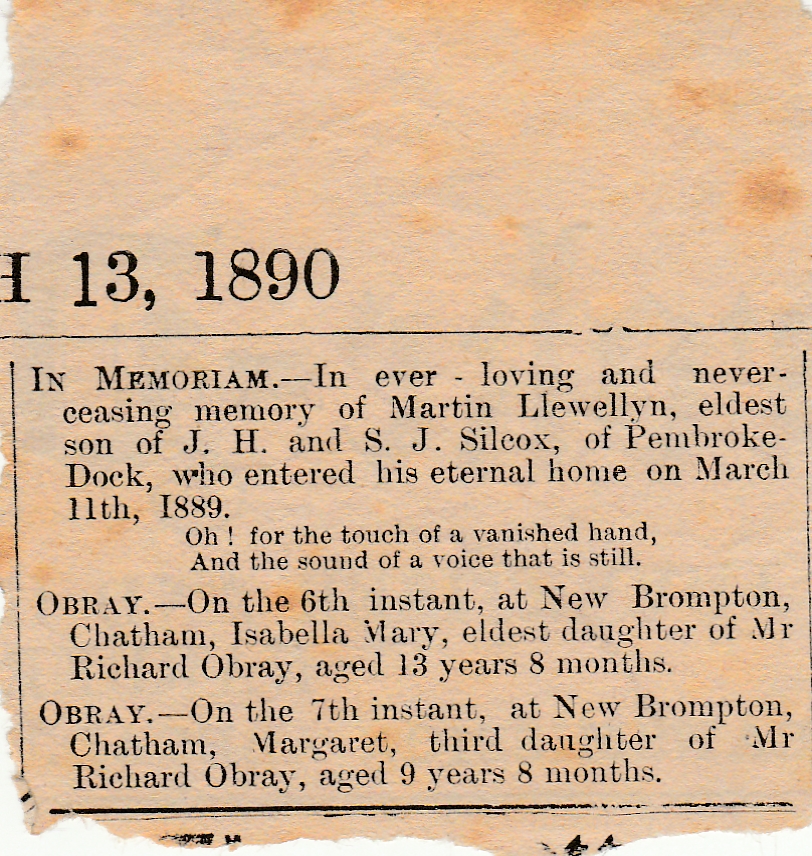 H 13, 1890
IN MEMORIAM.—In ever - loving and never-
ceasing memory of Martin Llewellyn, eldest
son of J. H. and S. J. Silcox, of Pembroke-
Dock, who entered his eternal home on March
11th, 1889.
Oh ! for the touch of a vanished hand,
And the sound of a voice that is still.
OBRAY.—On the 6th instant, at New Brompton,
Chatham, Isabella Mary, eldest daughter of Mr
Richard Obray, aged 13 years 8 months.
OBRAY.—On the 7th instant, at New Brompton,
Chatham, Margaret, third daughter of Mr
Richard Obray, aged 9 years 8 months.